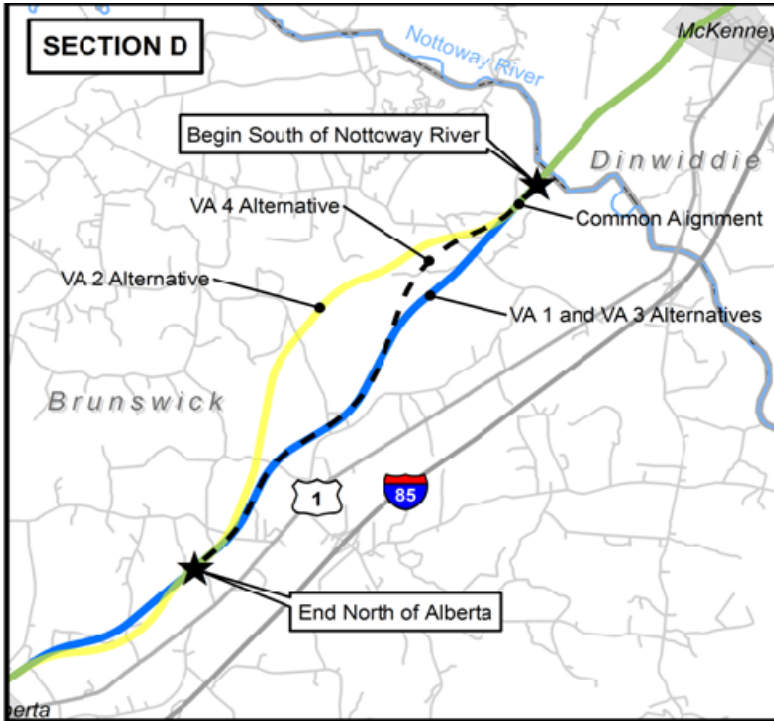 SECTION D
McKenney
Nottoway River
Begin South of Nottcway River
Dinwiddie
VA 4 Alternative
Common Alignment
VA 2 Alternative
VA 1 and VA 3 Alternatives
Brunswick
1
85
End North of Alberta
berta